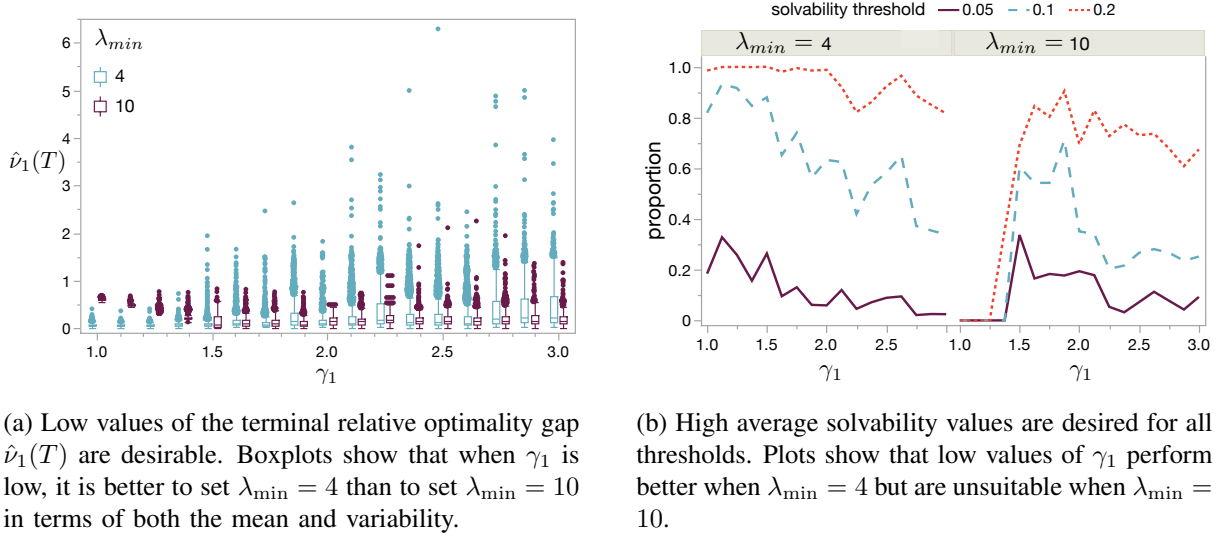 λmin
4
10
6
5
4
3
2
1
0
ν̂₁(T)
1.0 1.5 2.0 2.5 3.0
γ₁
solvability threshold 0.05 0.1 0.2
λmin = 4 λmin = 10
1.0
0.8
0.6
0.4
0.2
0
proportion
1.0 1.5 2.0 2.5 1.0 1.5 2.0 2.5 3.0
γ₁ γ₁
(a) Low values of the terminal relative optimality gap
ν̂₁(T) are desirable. Boxplots show that when γ₁ is
low, it is better to set λmin = 4 than to set λmin = 10
in terms of both the mean and variability.
(b) High average solvability values are desired for all
thresholds. Plots show that low values of γ₁ perform
better when λmin = 4 but are unsuitable when λmin =
10.